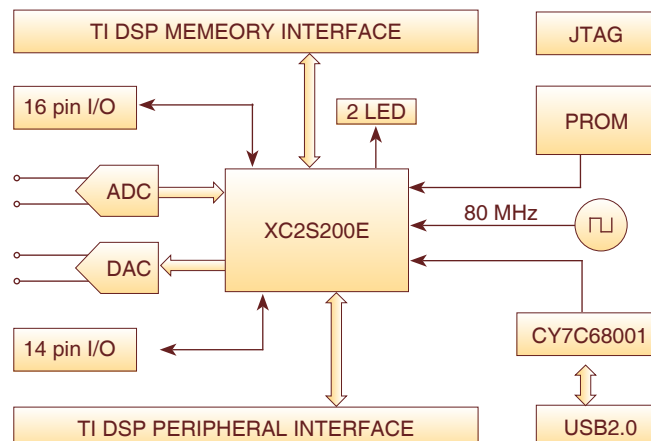 TI DSP MEMEORY INTERFACE
JTAG
16 pin I/O
2 LED
PROM
ADC
XC2S200E
80 MHz
DAC
14 pin I/O
CY7C68001
TI DSP PERIPHERAL INTERFACE
USB2.0